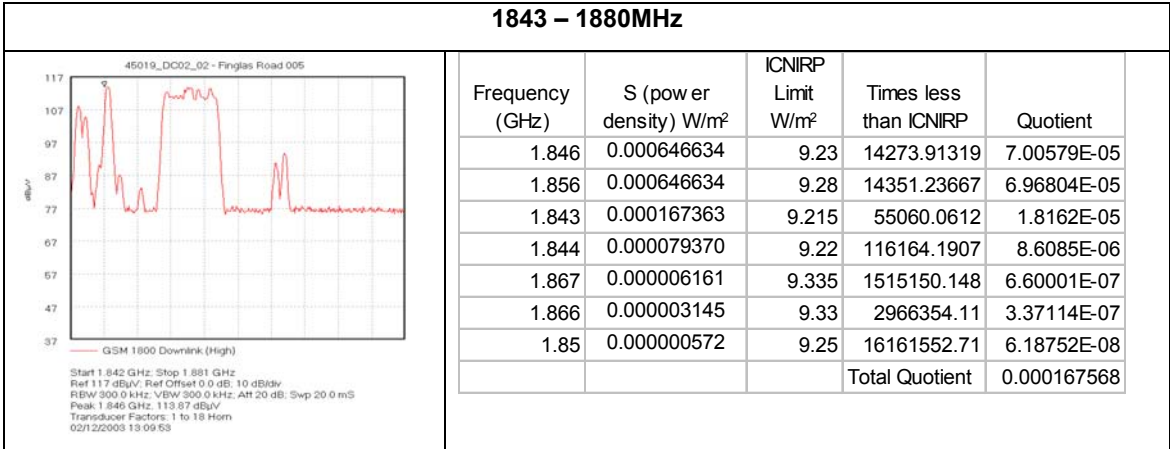 1843 – 1880MHz
45019_DC02_02 - Finglas Road 005
117
107
97
87
77
67
57
47
37
dBµV
GSM 1800 Downlink (High)
Start 1.842 GHz; Stop 1.881 GHz
Ref 117 dBµV; Ref Offset 0.0 dB; 10 dB/div
RBW 300.0 kHz; VBW 300.0 kHz; Att 20 dB; Swp 20.0 mS
Peak 1.846 GHz, 113.87 dBµV
Transducer Factors: 1 to 18 Horn
02/12/2003 13:09:53
Frequency (GHz) S (power density) W/m² ICNIRP Limit W/m² Times less than ICNIRP Quotient
1.846 0.000646634 9.23 14273.91319 7.00579E-05
1.856 0.000646634 9.28 14351.23667 6.96804E-05
1.843 0.000167363 9.215 55060.0612 1.8162E-05
1.844 0.000079370 9.22 116164.1907 8.6085E-06
1.867 0.000006161 9.335 1515150.148 6.60001E-07
1.866 0.000003145 9.33 2966354.11 3.37114E-07
1.85 0.000000572 9.25 16161552.71 6.18752E-08
Total Quotient 0.000167568